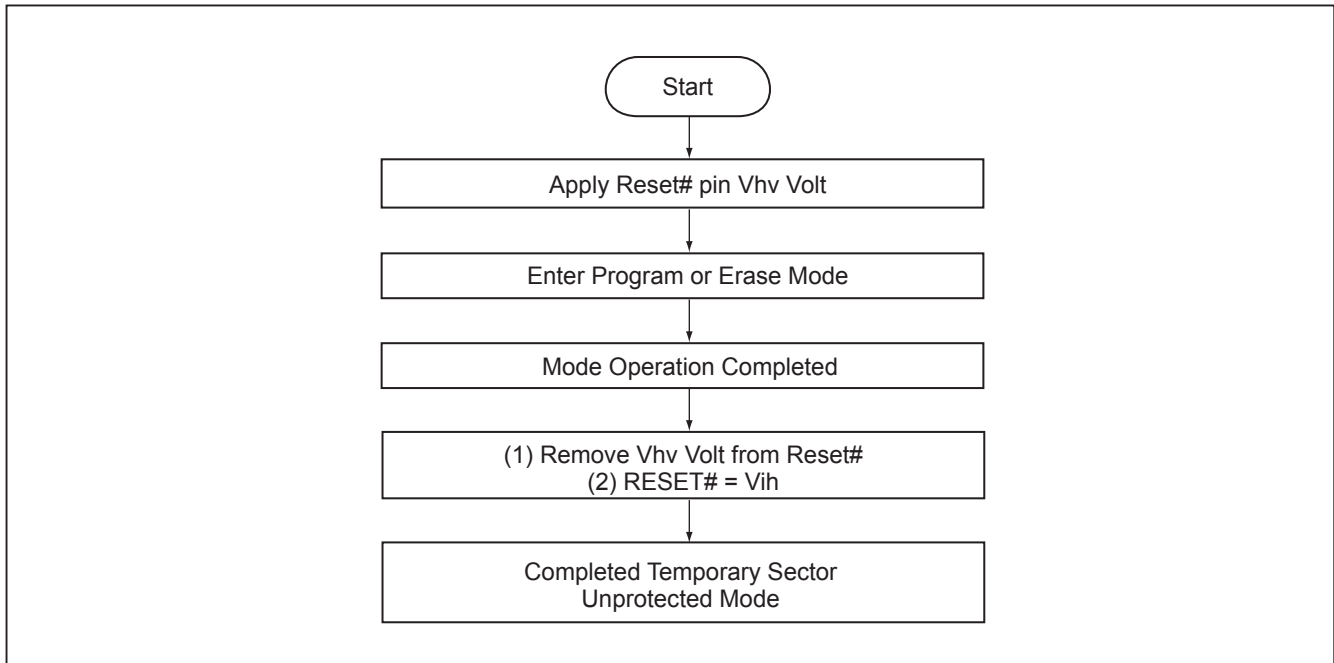 Start
Apply Reset# pin Vhv Volt
Enter Program or Erase Mode
Mode Operation Completed
(1) Remove Vhv Volt from Reset#
(2) RESET# = Vih
Completed Temporary Sector
Unprotected Mode